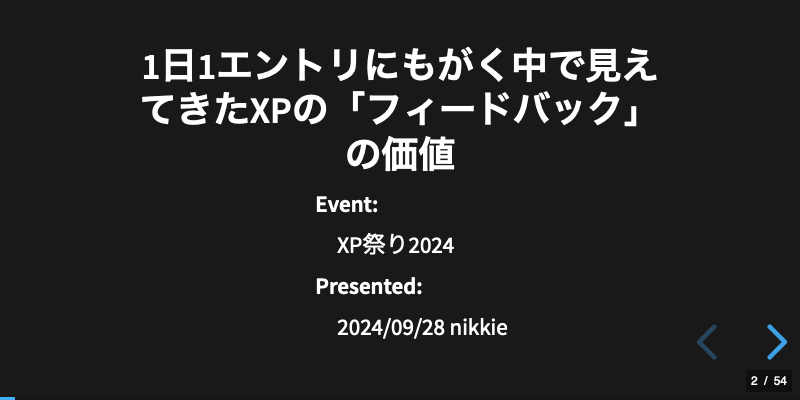 1日1エントリにもがく中で見え
てきたXPの「フィードバック」
の価値
Event:
XP祭り2024
Presented:
2024/09/28 nikkie
2 / 54